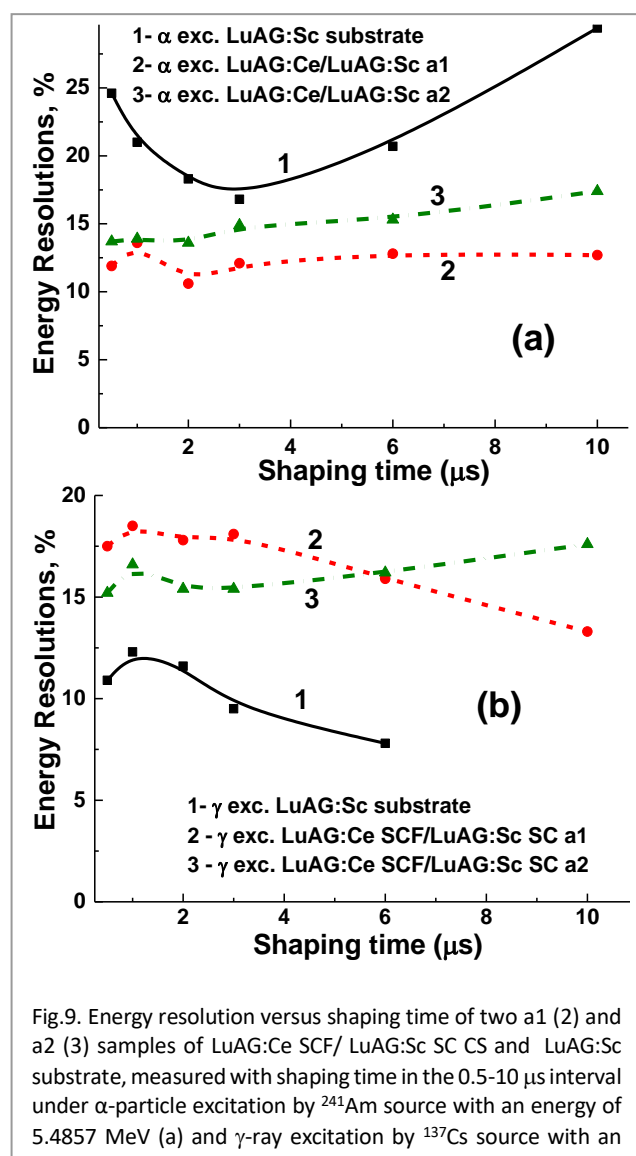 1- α exc. LuAG:Sc substrate
2- α exc. LuAG:Ce/LuAG:Sc a1
3- α exc. LuAG:Ce/LuAG:Sc a2
Energy Resolutions, %
25
20
15
10
5
0
1
3
2
(a)
2 4 6 8 10
Shaping time (μs)
Energy Resolutions, %
20
15
10
5
0
2
3
1
(b)
1- γ exc. LuAG:Sc substrate
2 - γ exc. LuAG:Ce SCF/LuAG:Sc SC a1
3 - γ exc. LuAG:Ce SCF/LuAG:Sc SC a2
2 4 6 8 10
Shaping time (μs)
Fig.9. Energy resolution versus shaping time of two a1 (2) and
a2 (3) samples of LuAG:Ce SCF/ LuAG:Sc SC CS and LuAG:Sc
substrate, measured with shaping time in the 0.5-10 μs interval
under α-particle excitation by ²⁴¹Am source with an energy of
5.4857 MeV (a) and γ-ray excitation by ¹³⁷Cs source with an